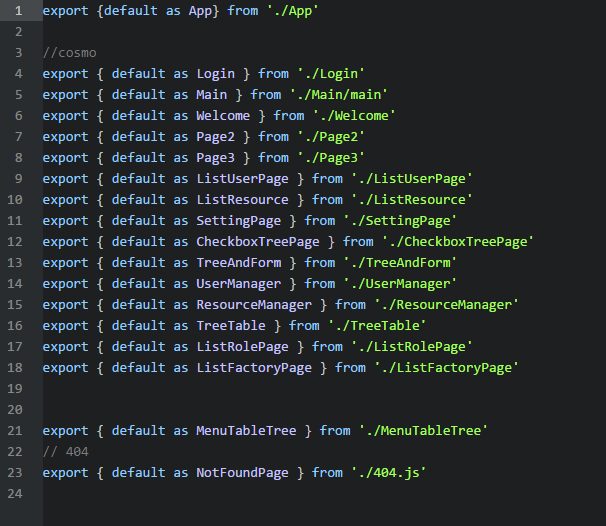 1 export {default as App} from './App'
2
3 //cosmo
4 export { default as Login } from './Login'
5 export { default as Main } from './Main/main'
6 export { default as Welcome } from './Welcome'
7 export { default as Page2 } from './Page2'
8 export { default as Page3 } from './Page3'
9 export { default as ListUserPage } from './ListUserPage'
10 export { default as ListResource } from './ListResource'
11 export { default as SettingPage } from './SettingPage'
12 export { default as CheckboxTreePage } from './CheckboxTreePage'
13 export { default as TreeAndForm } from './TreeAndForm'
14 export { default as UserManager } from './UserManager'
15 export { default as ResourceManager } from './ResourceManager'
16 export { default as TreeTable } from './TreeTable'
17 export { default as ListRolePage } from './ListRolePage'
18 export { default as ListFactoryPage } from './ListFactoryPage'
19
20
21 export { default as MenuTableTree } from './MenuTableTree'
22 // 404
23 export { default as NotFoundPage } from './404.js'
24